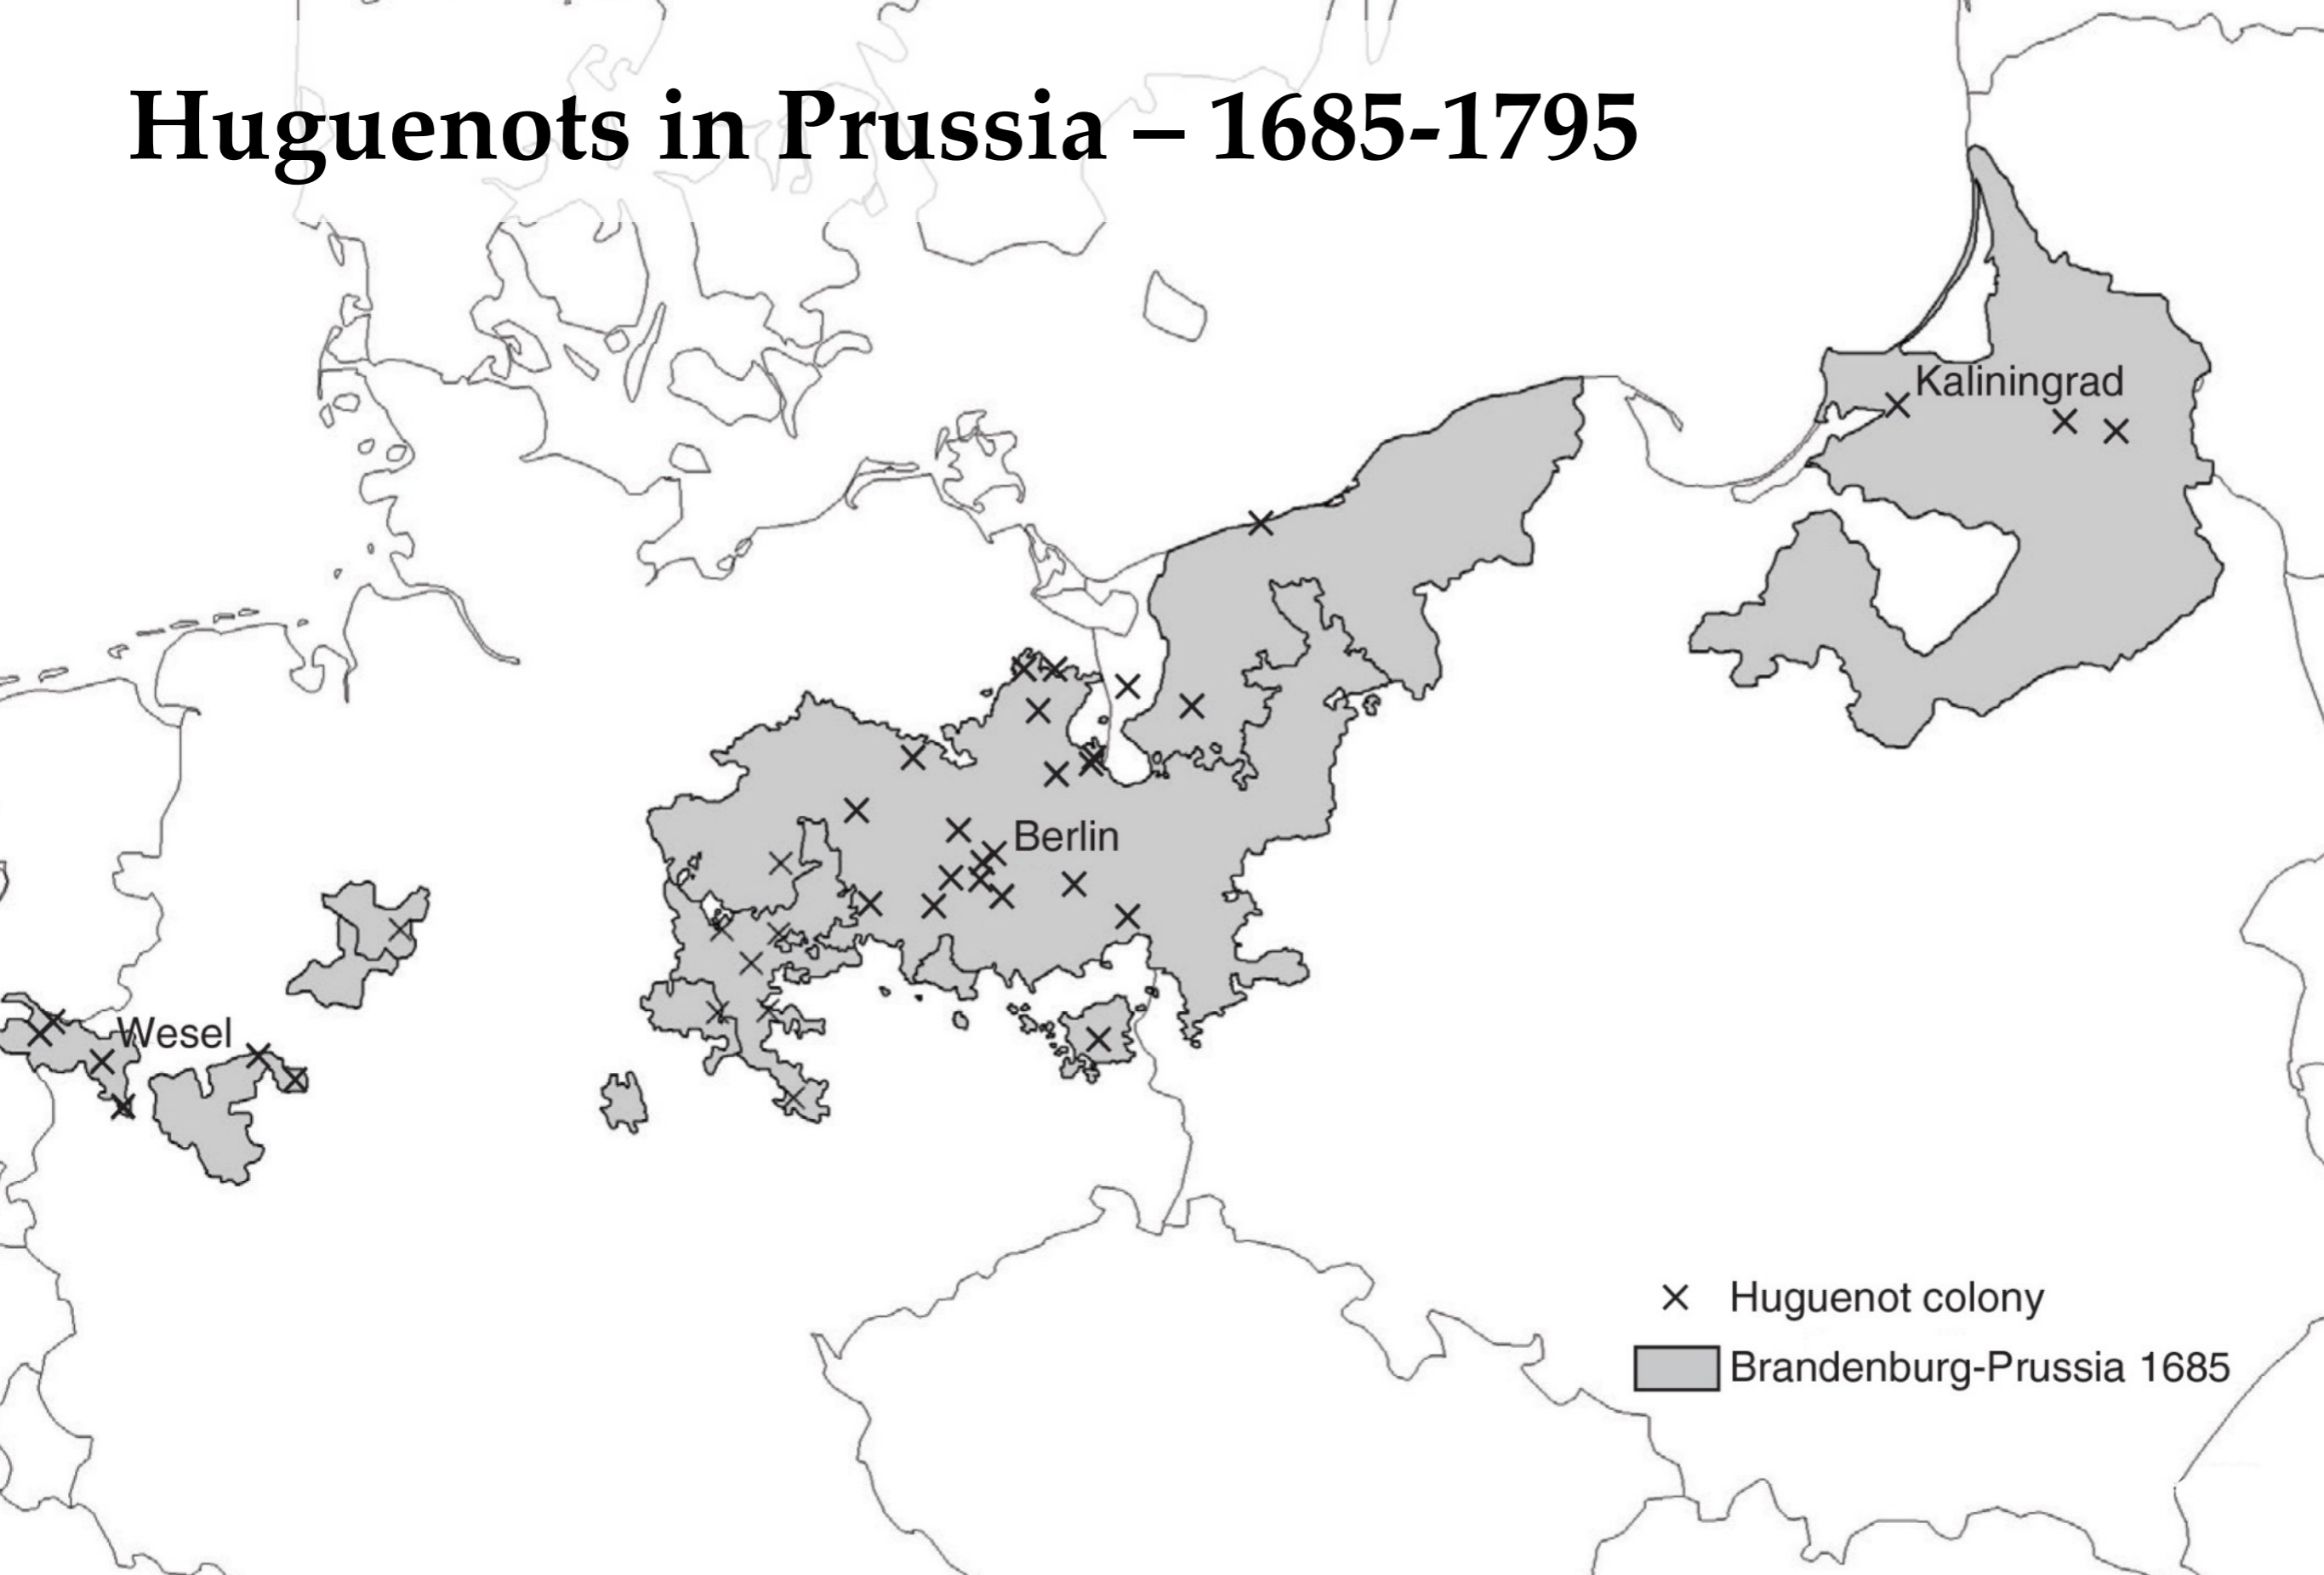 Huguenots in Prussia – 1685-1795
Kaliningrad
Berlin
Wesel
Huguenot colony
Brandenburg-Prussia 1685